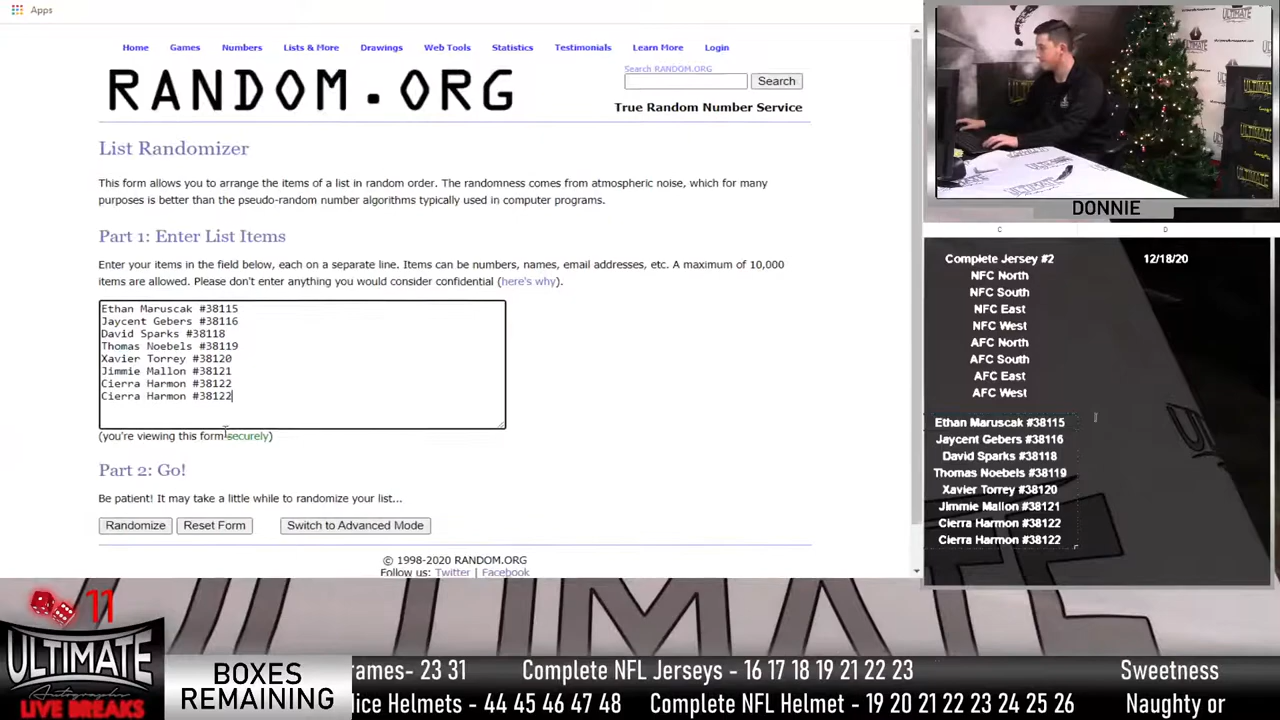 Apps
Home Games Numbers Lists & More Drawings Web Tools Statistics Testimonials Learn More Login
RANDOM.ORG
Search RANDOM.ORG
Search
True Random Number Service
List Randomizer
This form allows you to arrange the items of a list in random order. The randomness comes from atmospheric noise, which for many
purposes is better than the pseudo-random number algorithms typically used in computer programs.
Part 1: Enter List Items
Enter your items in the field below, each on a separate line. Items can be numbers, names, email addresses, etc. A maximum of 10,000
items are allowed. Please don't enter anything you would consider confidential (here's why).
Ethan Maruscak #38115
Jaycent Gebers #38116
David Sparks #38118
Thomas Noebels #38119
Xavier Torrey #38120
Jimmie Mallon #38121
Cierra Harmon #38122
Cierra Harmon #38122
(you're viewing this form securely)
Part 2: Go!
Be patient! It may take a little while to randomize your list...
Randomize Reset Form Switch to Advanced Mode
© 1998-2020 RANDOM.ORG
Follow us: Twitter | Facebook
ULTIMATE
ULTIMATE
DONNIE
C D
Complete Jersey #2 12/18/20
NFC North
NFC South
NFC East
NFC West
AFC North
AFC South
AFC East
AFC West
Ethan Maruscak #38115
Jaycent Gebers #38116
David Sparks #38118
Thomas Noebels #38119
Xavier Torrey #38120
Jimmie Mallon #38121
Cierra Harmon #38122
Cierra Harmon #38122
11
ULTIMATE
Autographs
LIVE BREAKS
BOXES
REMAINING
rames- 23 31 Complete NFL Jerseys - 16 17 18 19 21 22 23 Sweetness
lice Helmets - 44 45 46 47 48 Complete NFL Helmet - 19 20 21 22 23 24 25 26 Naughty or